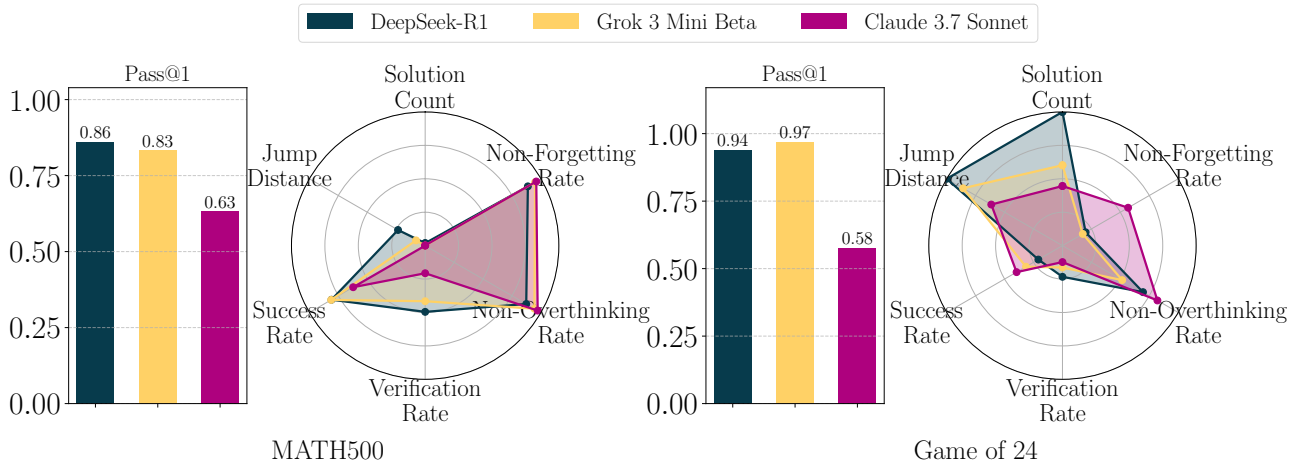 DeepSeek-R1
Grok 3 Mini Beta
Claude 3.7 Sonnet
Pass@1
1.00
0.75
0.50
0.25
0.00
0.86
0.83
0.63
Solution
Count
Non-Forgetting
Rate
Jump
Distance
Success
Rate
Non-Overthinking
Rate
Verification
Rate
MATH500
Pass@1
1.00
0.75
0.50
0.25
0.00
0.94
0.97
0.58
Solution
Count
Non-Forgetting
Rate
Jump
Distance
Success
Rate
Non-Overthinking
Rate
Verification
Rate
Game of 24